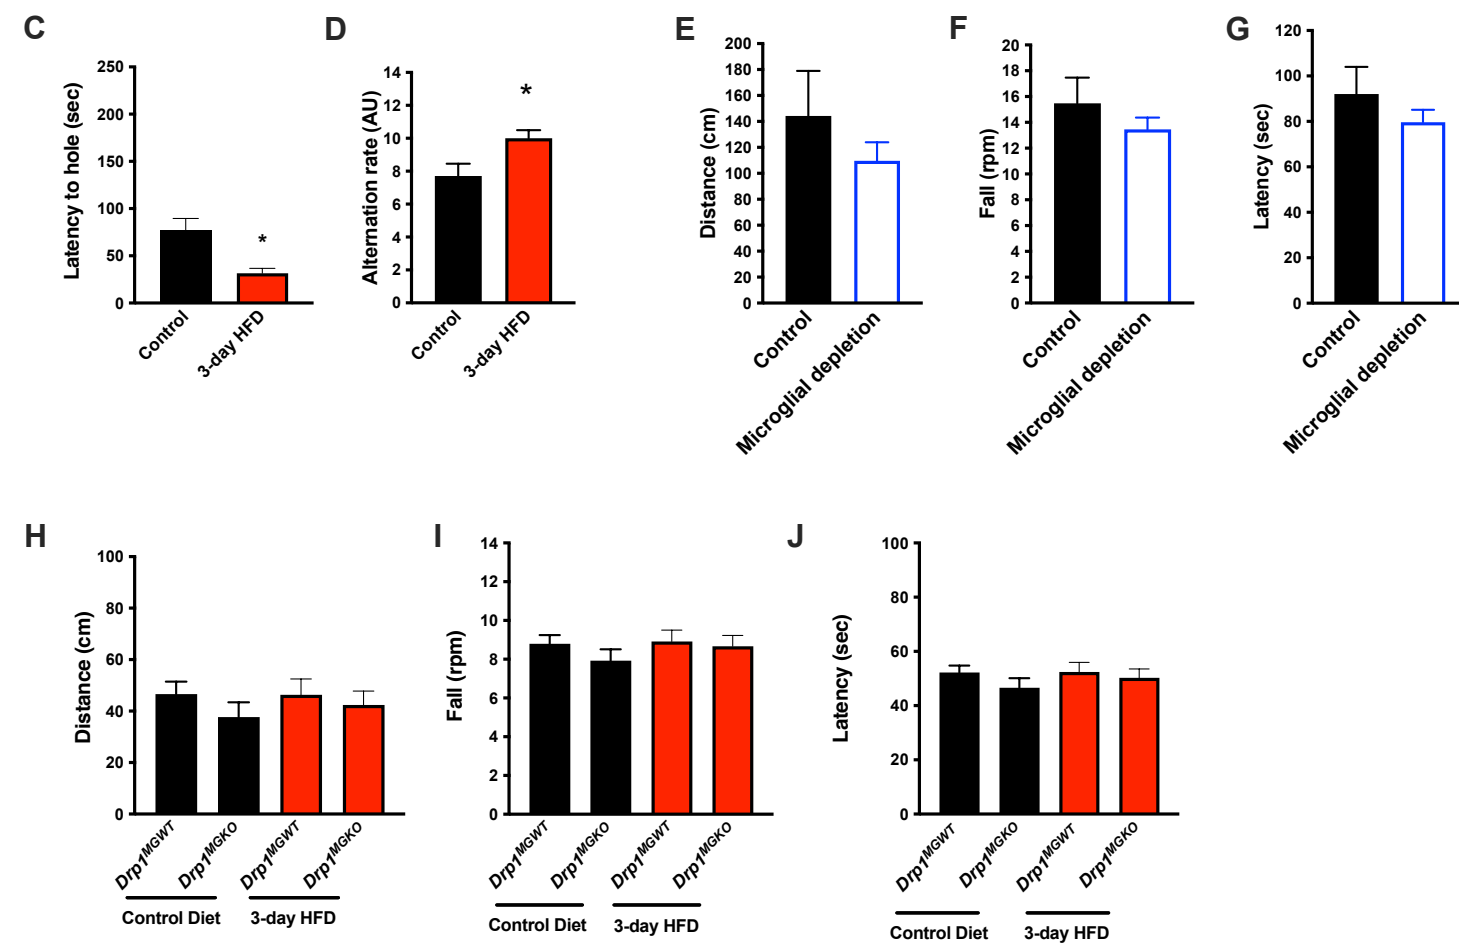 C
Latency to hole (sec)
250
200
150
100
50
0
*
Control
3-day HFD
D
Alternation rate (AU)
14
12
10
8
6
4
2
0
*
Control
3-day HFD
E
Distance (cm)
200
180
160
140
120
100
80
60
40
20
0
Control
Microglial depletion
F
Fall (rpm)
20
18
16
14
12
10
8
6
4
2
0
Control
Microglial depletion
G
Latency (sec)
120
100
80
60
40
20
0
Control
Microglial depletion
H
Distance (cm)
100
80
60
40
20
0
Drp1MGWT
Drp1MGKO
Drp1MGWT
Drp1MGKO
Control Diet
3-day HFD
I
Fall (rpm)
14
12
10
8
6
4
2
0
Drp1MGWT
Drp1MGKO
Drp1MGWT
Drp1MGKO
Control Diet
3-day HFD
J
Latency (sec)
100
80
60
40
20
0
Drp1MGWT
Drp1MGKO
Drp1MGWT
Drp1MGKO
Control Diet
3-day HFD